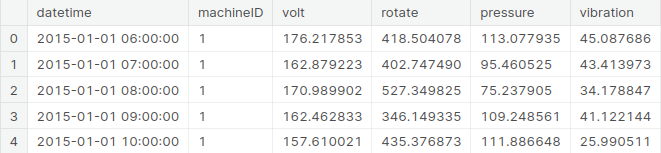 datetime machineID volt rotate pressure vibration
0 2015-01-01 06:00:00 1 176.217853 418.504078 113.077935 45.087686
1 2015-01-01 07:00:00 1 162.879223 402.747490 95.460525 43.413973
2 2015-01-01 08:00:00 1 170.989902 527.349825 75.237905 34.178847
3 2015-01-01 09:00:00 1 162.462833 346.149335 109.248561 41.122144
4 2015-01-01 10:00:00 1 157.610021 435.376873 111.886648 25.990511